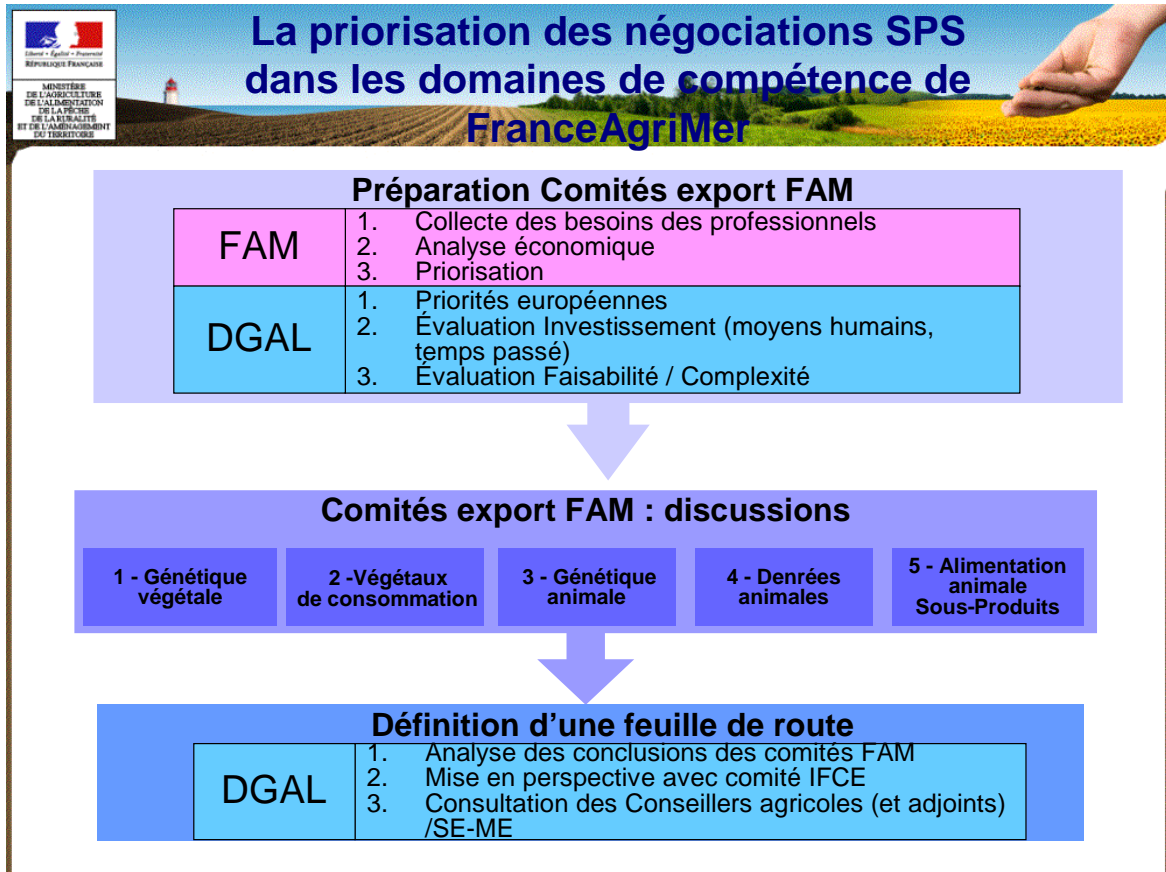 Liberté • Égalité • Fraternité
RÉPUBLIQUE FRANÇAISE
MINISTÈRE
DE L'AGRICULTURE
DE L'ALIMENTATION
DE LA PÊCHE
DE LA RURALITÉ
ET DE L'AMÉNAGEMENT
DU TERRITOIRE
La priorisation des négociations SPS
dans les domaines de compétence de
FranceAgriMer
Préparation Comités export FAM
FAM
1. Collecte des besoins des professionnels
2. Analyse économique
3. Priorisation
DGAL
1. Priorités européennes
2. Évaluation Investissement (moyens humains,
temps passé)
3. Évaluation Faisabilité / Complexité
Comités export FAM : discussions
1 - Génétique
végétale
2 -Végétaux
de consommation
3 - Génétique
animale
4 - Denrées
animales
5 - Alimentation
animale
Sous-Produits
Définition d’une feuille de route
DGAL
1. Analyse des conclusions des comités FAM
2. Mise en perspective avec comité IFCE
3. Consultation des Conseillers agricoles (et adjoints)
/SE-ME